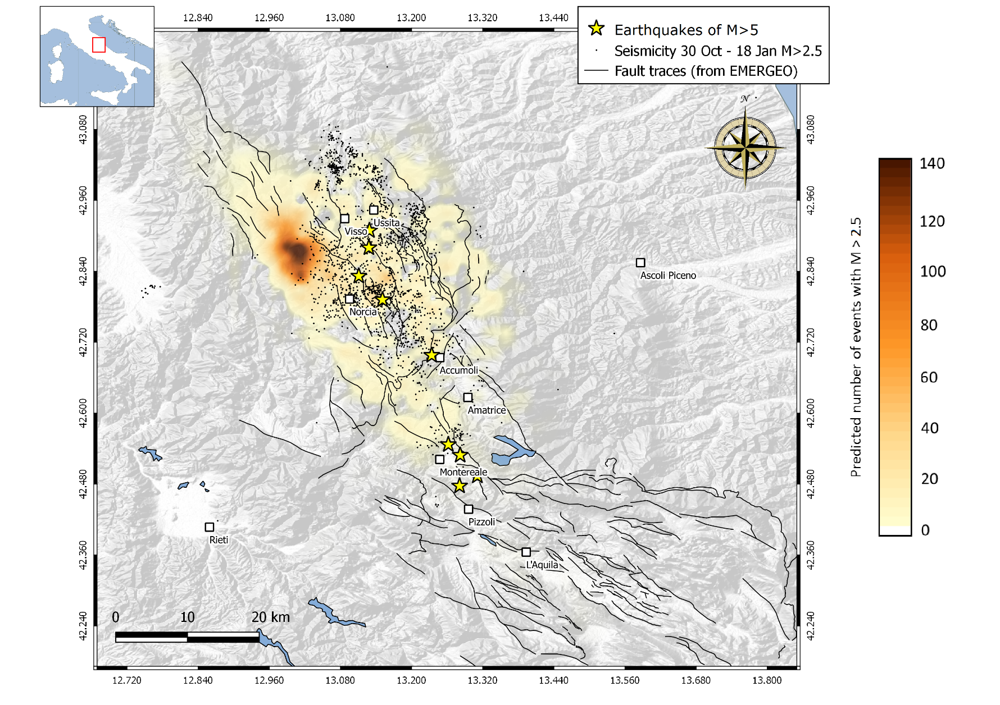 12.840 12.960 13.080 13.200 13.320 13.440
Earthquakes of M>5
Seismicity 30 Oct - 18 Jan M>2.5
Fault traces (from EMERGEO)
N
43.080
42.960
42.840
42.720
42.600
42.480
42.360
42.240
43.080
42.960
42.840
42.720
42.600
42.480
42.360
42.240
Ussita
Visso
Ascoli Piceno
Norcia
Accumoli
Amatrice
Montereale
Pizzoli
Rieti
L'Aquila
0 10 20 km
12.720 12.840 12.960 13.080 13.200 13.320 13.440 13.560 13.680 13.800
Predicted number of events with M > 2.5
140
120
100
80
60
40
20
0